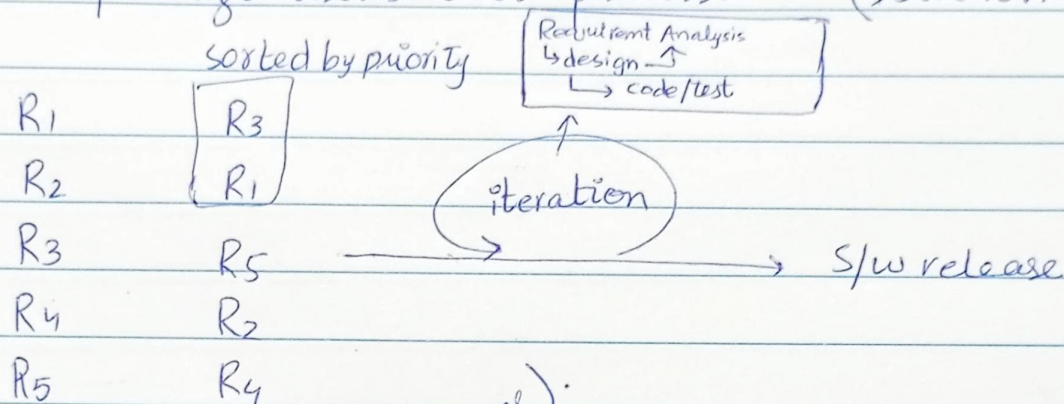 sorted by priority
Requiremt Analysis
↳ design
↳ code/test
R1 R3
R2 R1
iteration
R3 R5
S/w release
R4 R2
R5 R4